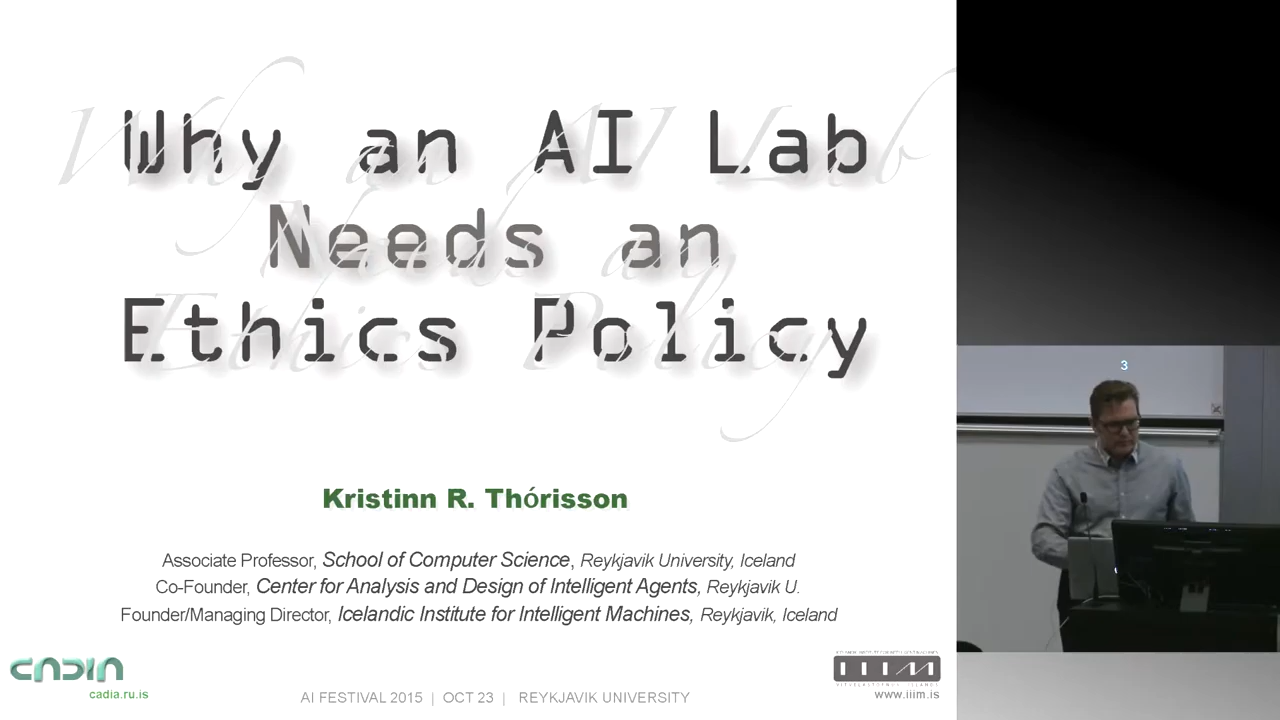 Why an AI Lab
Needs an
Ethics Policy
Kristinn R. Thórisson
Associate Professor, School of Computer Science, Reykjavik University, Iceland
Co-Founder, Center for Analysis and Design of Intelligent Agents, Reykjavik U.
Founder/Managing Director, Icelandic Institute for Intelligent Machines, Reykjavik, Iceland
CADIA
cadia.ru.is
AI FESTIVAL 2015 | OCT 23 | REYKJAVIK UNIVERSITY
IIIM
www.iiim.is
3